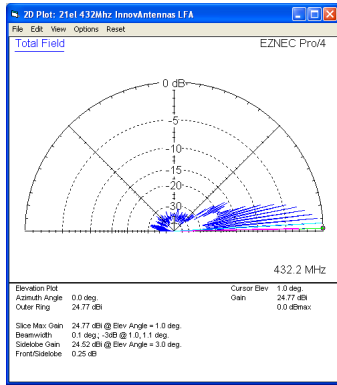 2D Plot: 21el 432Mhz InnovAntennas LFA
File Edit View Options Reset
Total Field EZNEC Pro/4
0 dB
-5
-10
-15
-20
-30
432.2 MHz
Elevation Plot Cursor Elev 1.0 deg.
Azimuth Angle 0.0 deg. Gain 24.77 dBi
Outer Ring 24.77 dBi 0.0 dBmax
Slice Max Gain 24.77 dBi @ Elev Angle = 1.0 deg.
Beamwidth 0.1 deg.; -3dB @ 1.0, 1.1 deg.
Sidelobe Gain 24.52 dBi @ Elev Angle = 3.0 deg.
Front/Sidelobe 0.25 dB